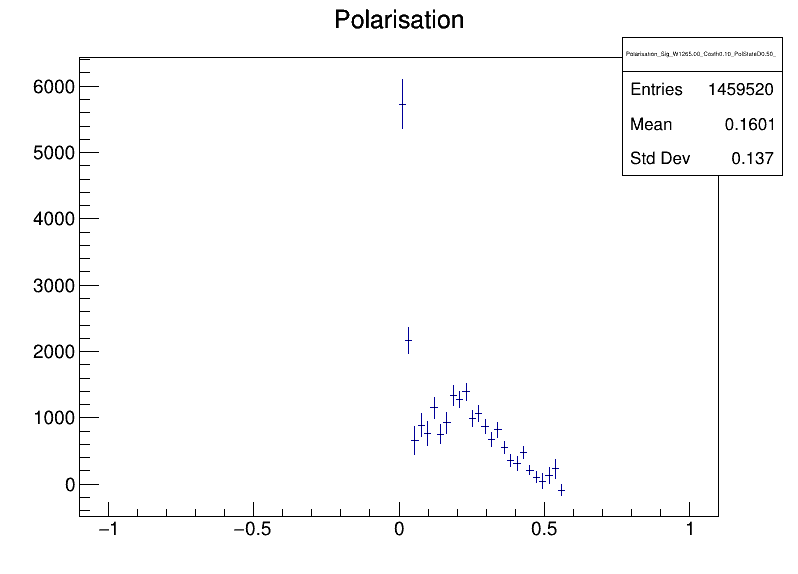 Polarisation
Polarisation_Sig_W1265.00_Costh0.10_PolStateD0.50_
Entries 1459520
Mean 0.1601
Std Dev 0.137
6000
5000
4000
3000
2000
1000
0
−1 −0.5 0 0.5 1